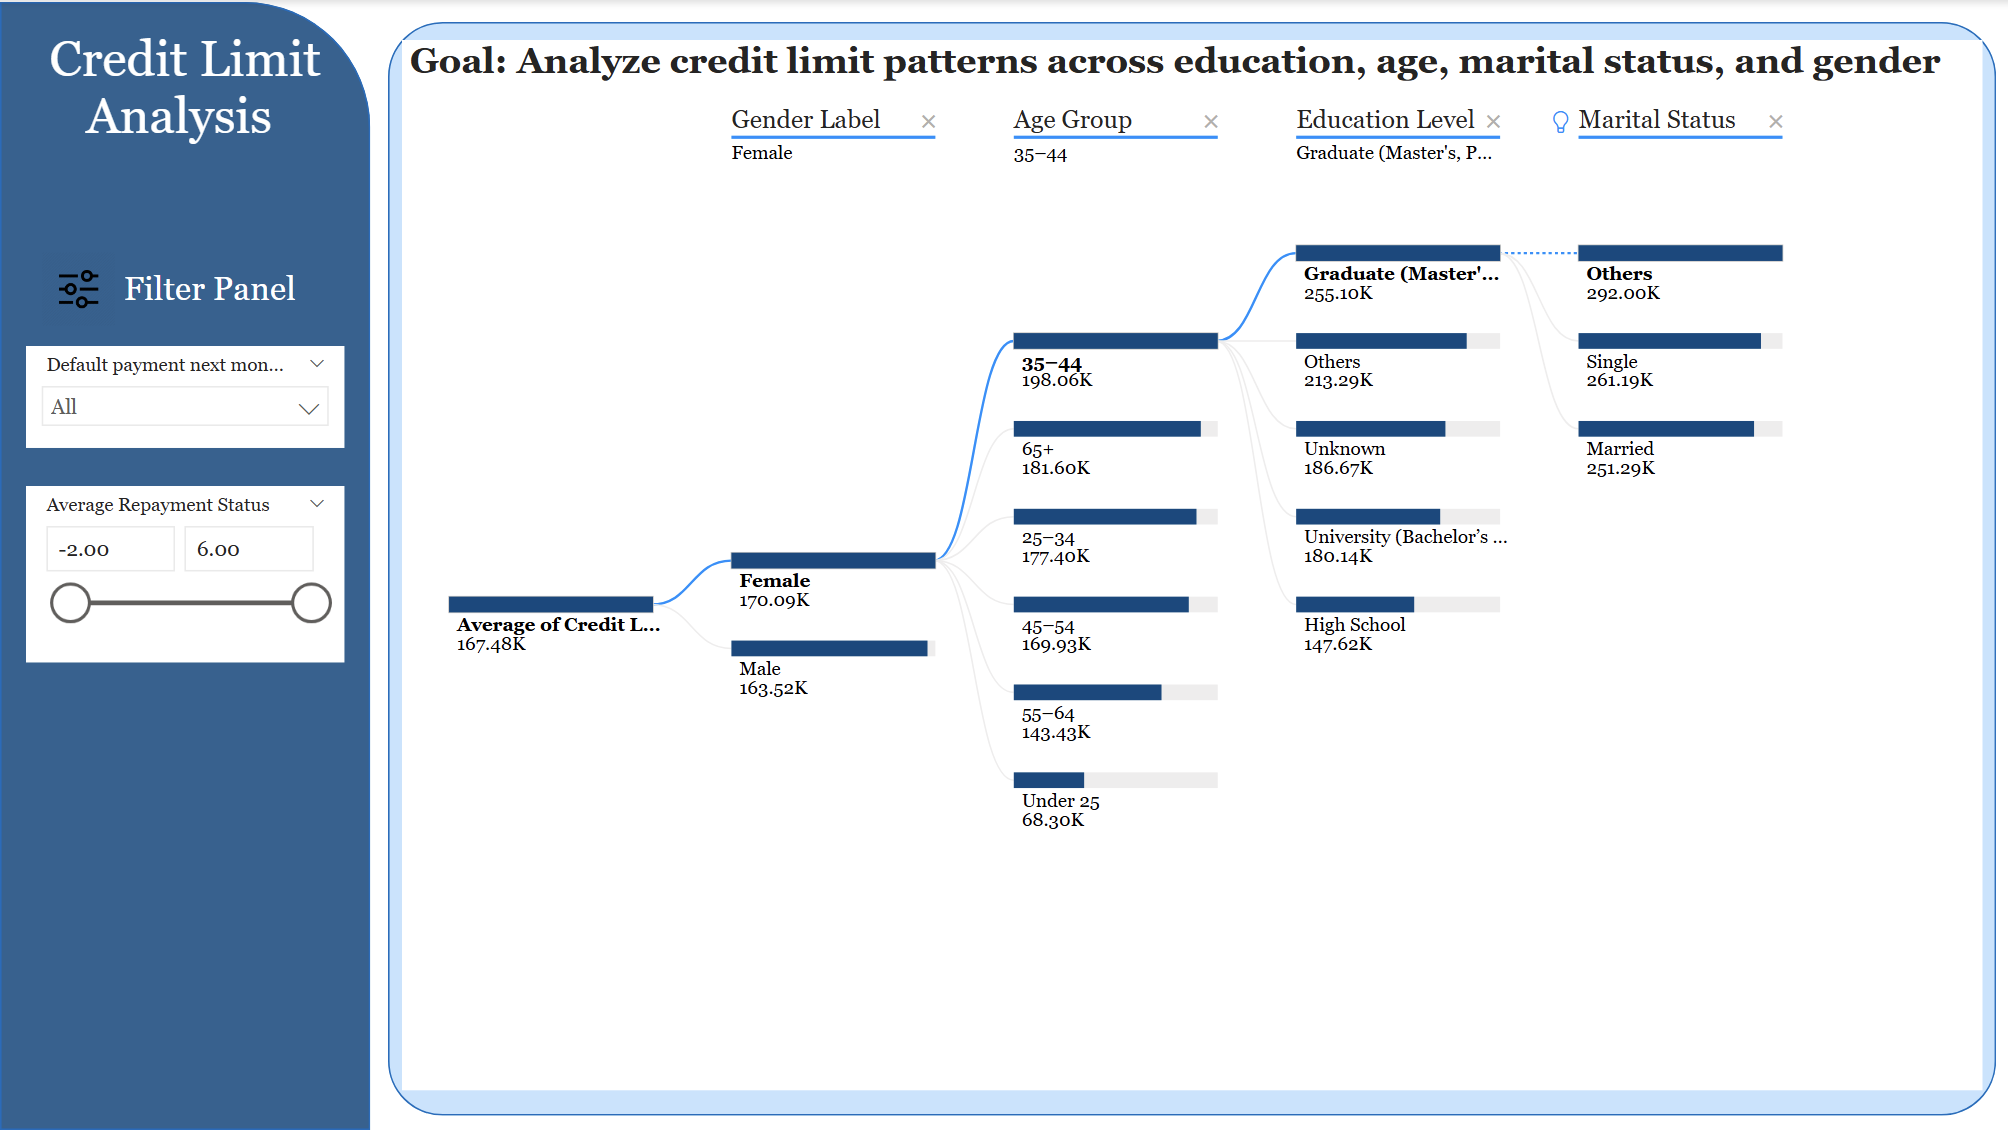 Credit Limit
Analysis
Filter Panel
Default payment next mon...
All
Average Repayment Status
-2.00
6.00
Goal: Analyze credit limit patterns across education, age, marital status, and gender
Gender Label
Female
Age Group
35–44
Education Level
Graduate (Master's, P...
Marital Status
Average of Credit L...
167.48K
Female
170.09K
Male
163.52K
35–44
198.06K
65+
181.60K
25–34
177.40K
45–54
169.93K
55–64
143.43K
Under 25
68.30K
Graduate (Master'...
255.10K
Others
213.29K
Unknown
186.67K
University (Bachelor’s ...
180.14K
High School
147.62K
Others
292.00K
Single
261.19K
Married
251.29K